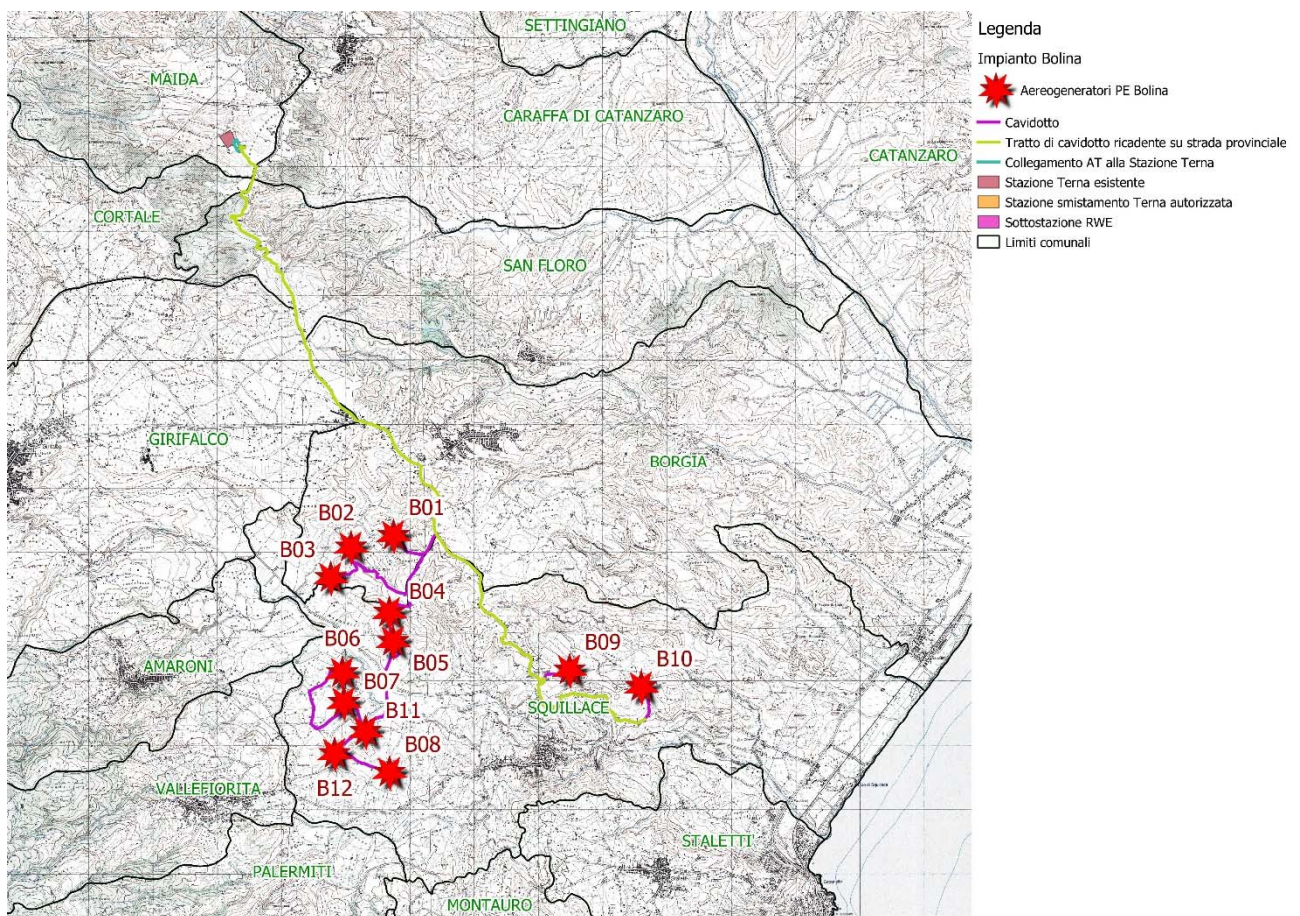 SETTINGIANO
MAIDA
CARAFFA DI CATANZARO
CATANZARO
CORTALE
SAN FLORO
GIRIFALCO
BORGIA
B01
B02
B03
B04
B06
B05
B09
B10
AMARONI
B07
B11
SQUILLACE
B08
B12
VALLEFIORITA
STALETTI'
PALERMITI
MONTAURO
Legenda
Impianto Bolina
Aereogeneratori PE Bolina
Cavidotto
Tratto di cavidotto ricadente su strada provinciale
Collegamento AT alla Stazione Terna
Stazione Terna esistente
Stazione smistamento Terna autorizzata
Sottostazione RWE
Limiti comunali